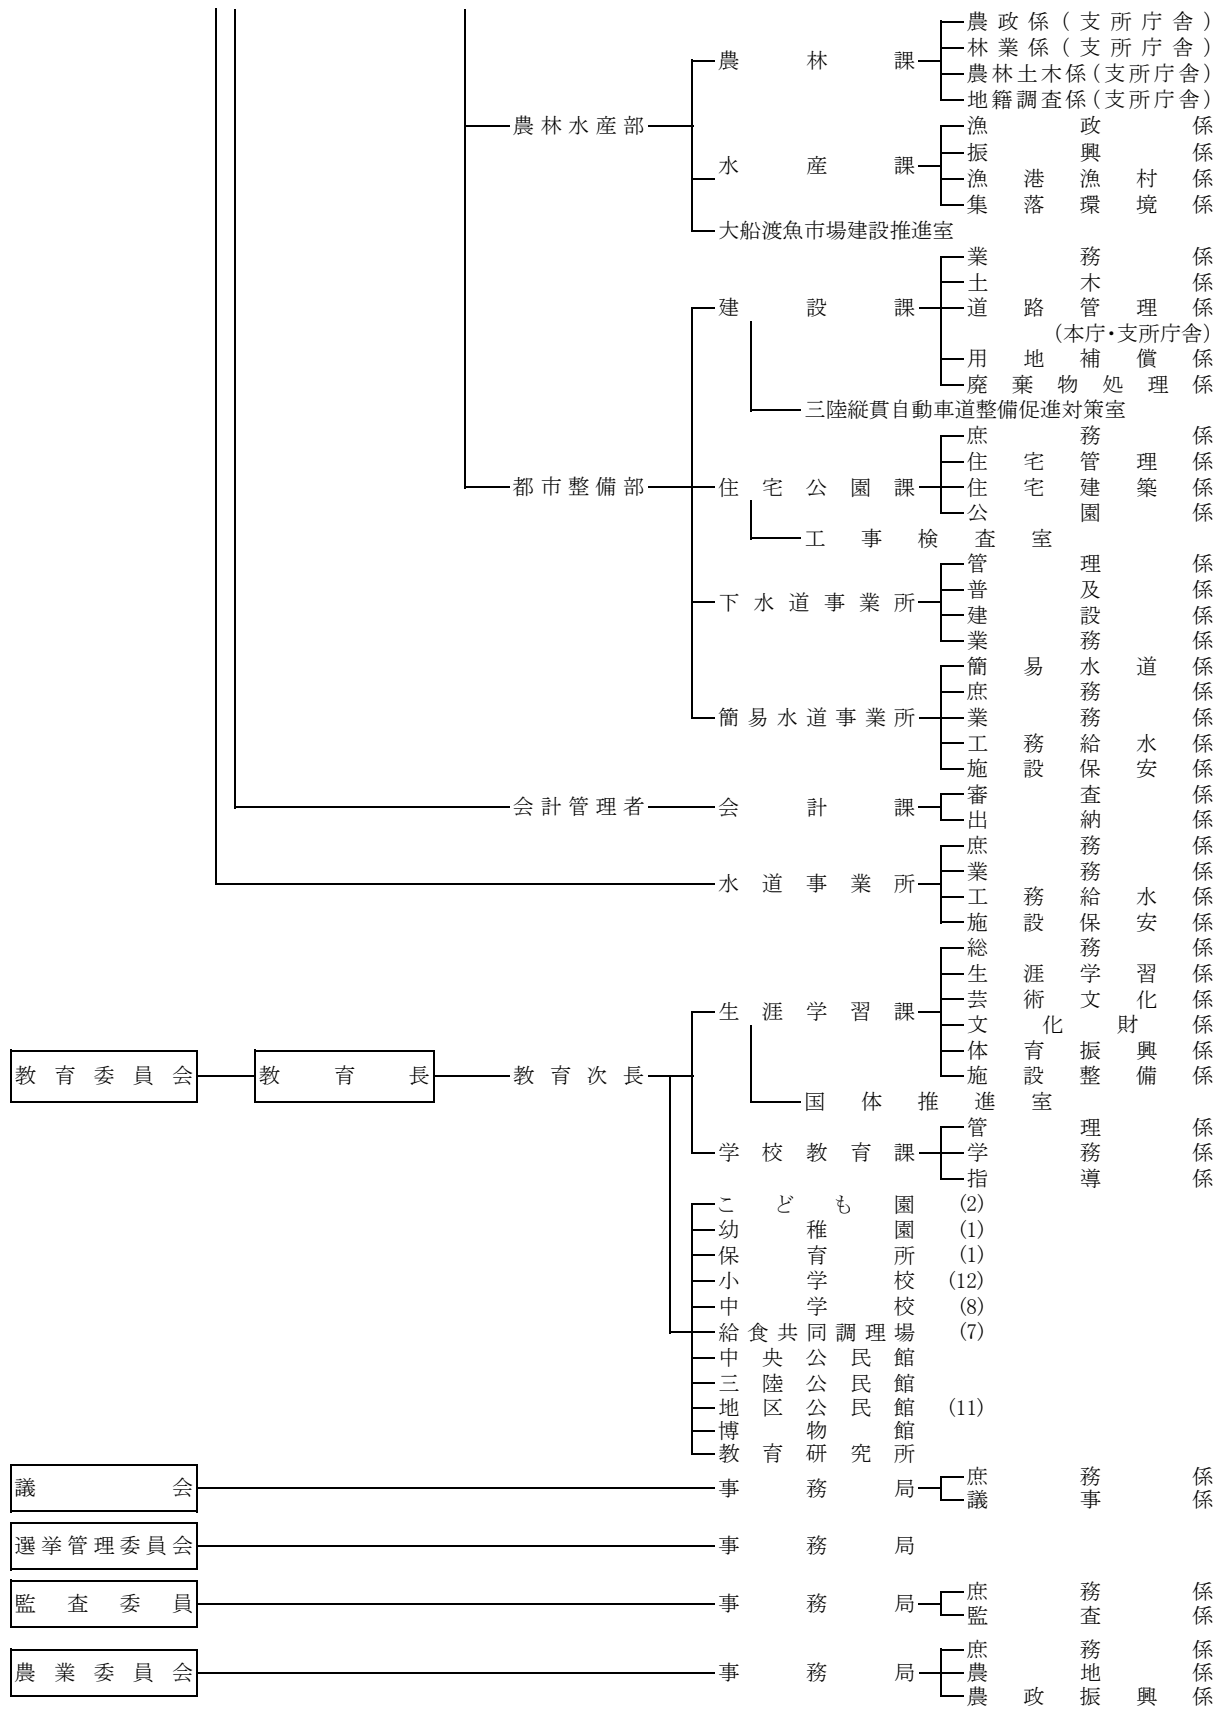 農政係(支所庁舎)
林業係(支所庁舎)
農林課
農林土木係(支所庁舎)
地籍調査係(支所庁舎)
農林水産部
漁政係
振興係
水産課
漁港漁村係
集落環境係
大船渡魚市場建設推進室
業務係
土木係
建設課
道路管理係
(本庁・支所庁舎)
用地補償係
廃棄物処理係
三陸縦貫自動車道整備促進対策室
庶務係
住宅管理係
都市整備部
住宅公園課
住宅建築係
公園係
工事検査室
管理係
普及係
下水道事業所
建設係
業務係
簡易水道係
庶務係
簡易水道事業所
業務係
工務給水係
施設保安係
会計管理者
会計課
審査係
出納係
庶務係
業務係
水道事業所
工務給水係
施設保安係
総務係
生涯学習係
芸術文化係
生涯学習課
文化財係
体育振興係
教育委員会
教育長
教育次長
施設整備係
国体推進室
管理係
学校教育課
学務係
指導係
こども園 (2)
幼稚園 (1)
保育所 (1)
小学校 (12)
中学校 (8)
給食共同調理場 (7)
中央公民館
三陸公民館
地区公民館 (11)
博物館
教育研究所
議会
事務局
庶務係
議事係
選挙管理委員会
事務局
監査委員
事務局
庶務係
監査係
農業委員会
事務局
庶務係
農地係
農政振興係